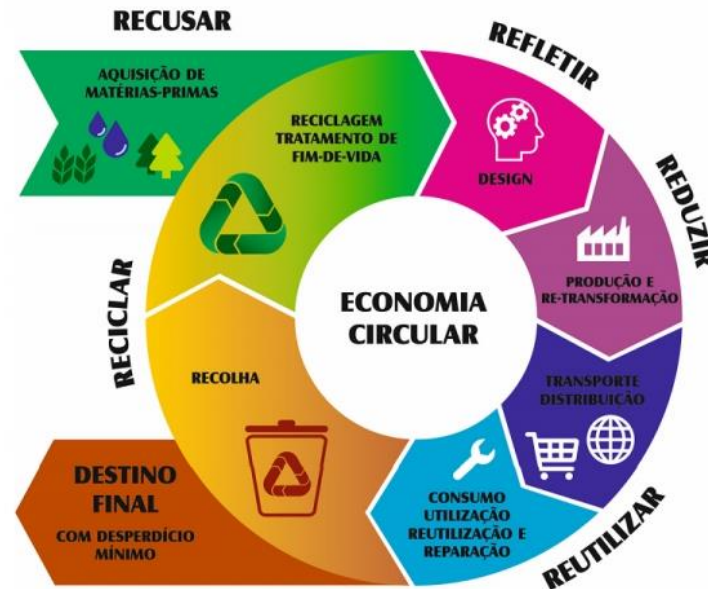 RECUSAR
AQUISIÇÃO DE
MATÉRIAS-PRIMAS
RECICLAGEM
TRATAMENTO DE
FIM-DE-VIDA
REFLETIR
DESIGN
REDUZIR
PRODUÇÃO E
RE-TRANSFORMAÇÃO
ECONOMIA
CIRCULAR
TRANSPORTE
DISTRIBUIÇÃO
REUTILIZAR
CONSUMO
UTILIZAÇÃO
REUTILIZAÇÃO E
REPARAÇÃO
RECICLAR
RECOLHA
DESTINO
FINAL
COM DESPERDÍCIO
MÍNIMO